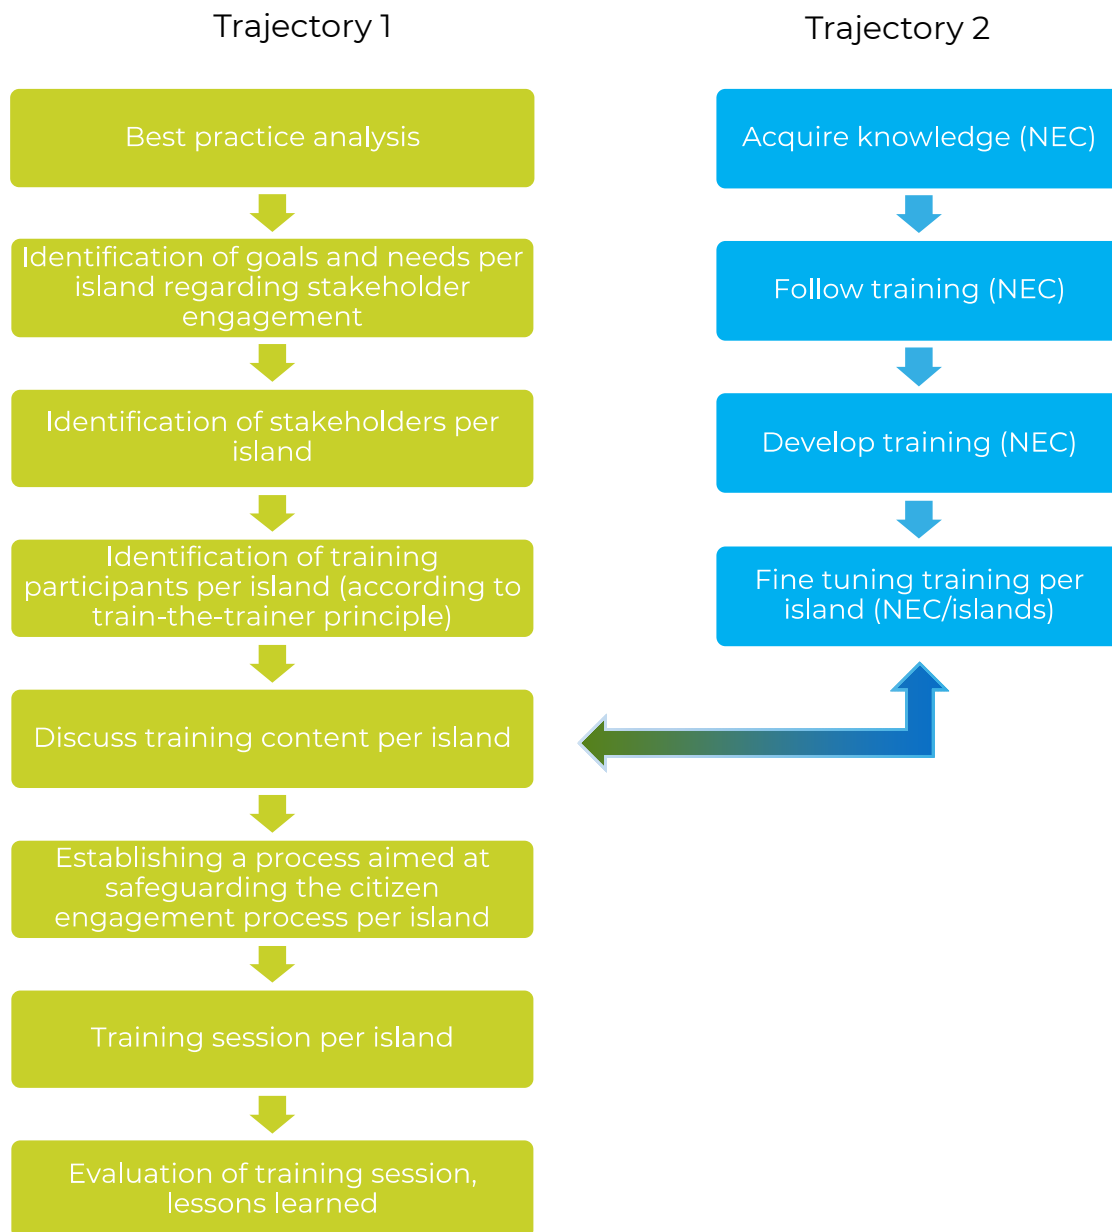 Trajectory 1
Best practice analysis
Identification of goals and needs per
island regarding stakeholder
engagement
Identification of stakeholders per
island
Identification of training
participants per island (according to
train-the-trainer principle)
Discuss training content per island
Establishing a process aimed at
safeguarding the citizen
engagement process per island
Training session per island
Evaluation of training session,
lessons learned
Trajectory 2
Acquire knowledge (NEC)
Follow training (NEC)
Develop training (NEC)
Fine tuning training per
island (NEC/islands)